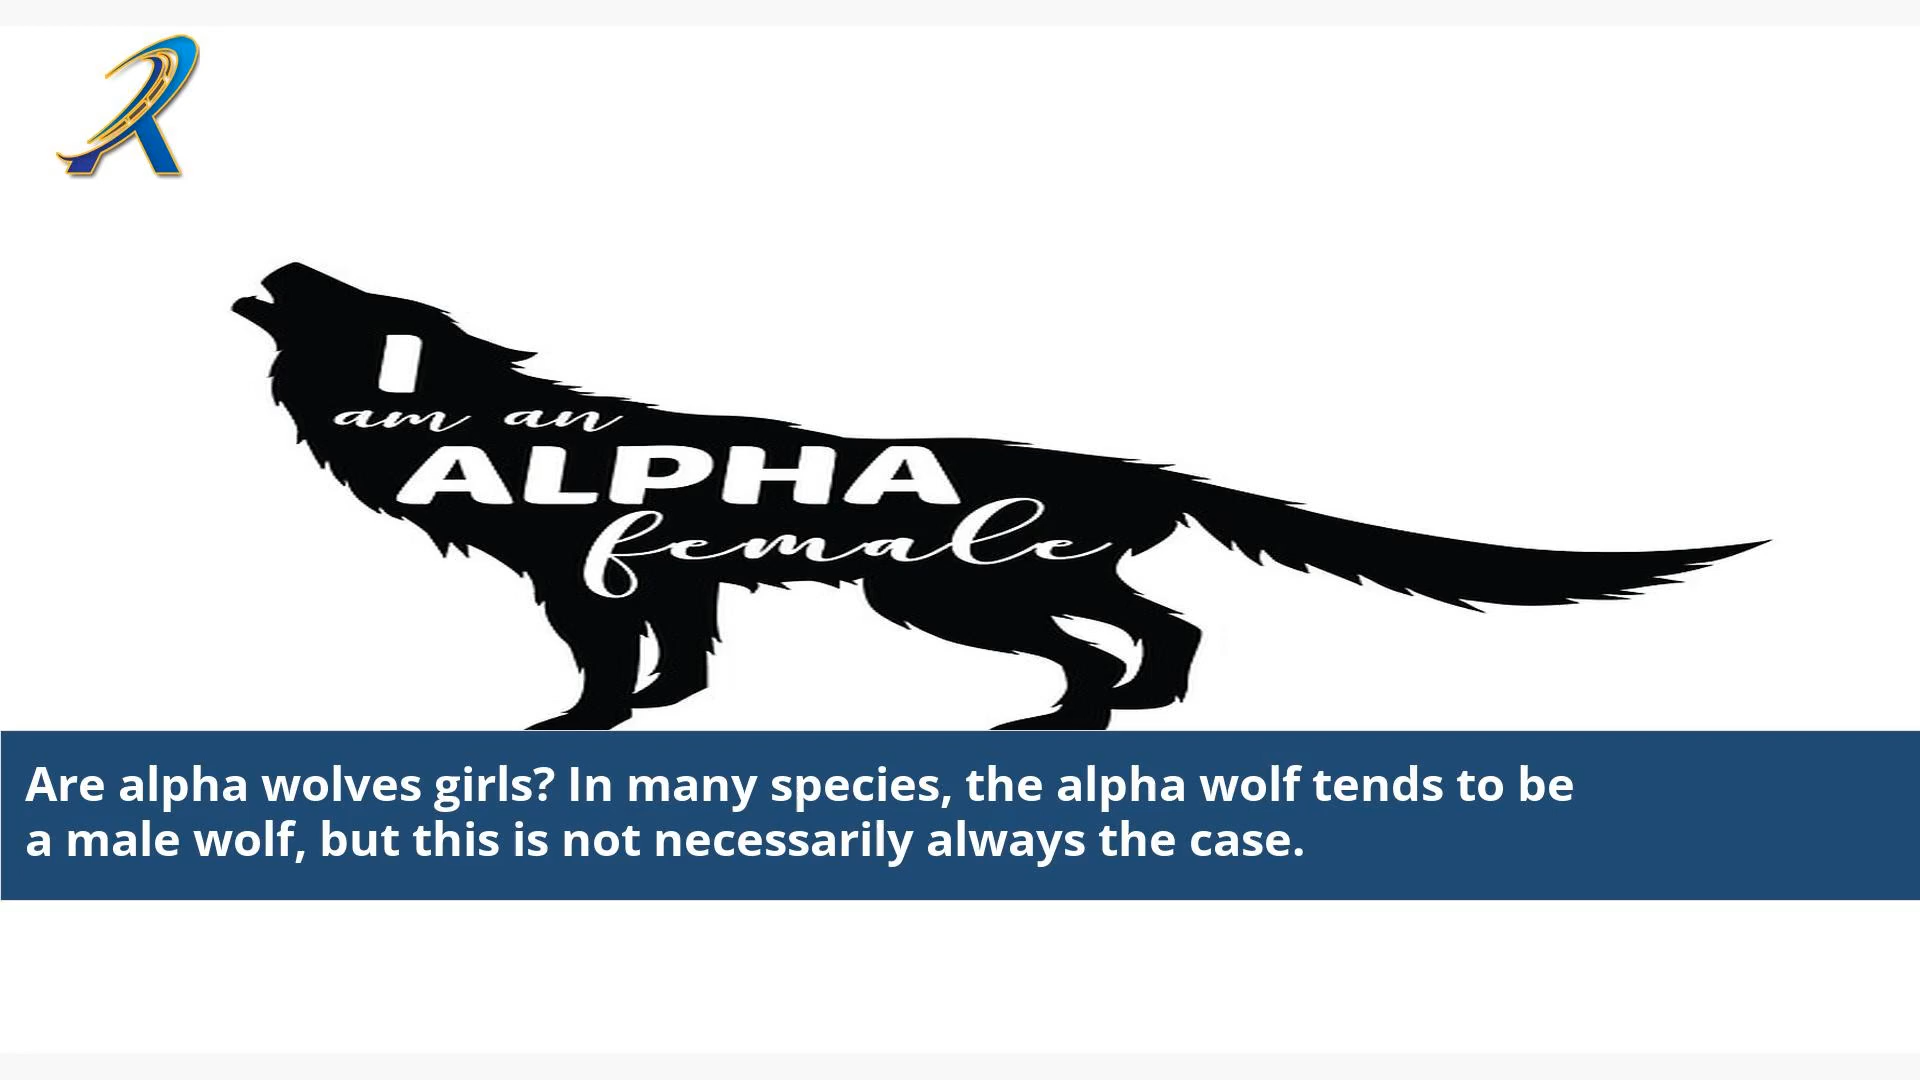 I
am an
ALPHA
female
Are alpha wolves girls? In many species, the alpha wolf tends to be
a male wolf, but this is not necessarily always the case.